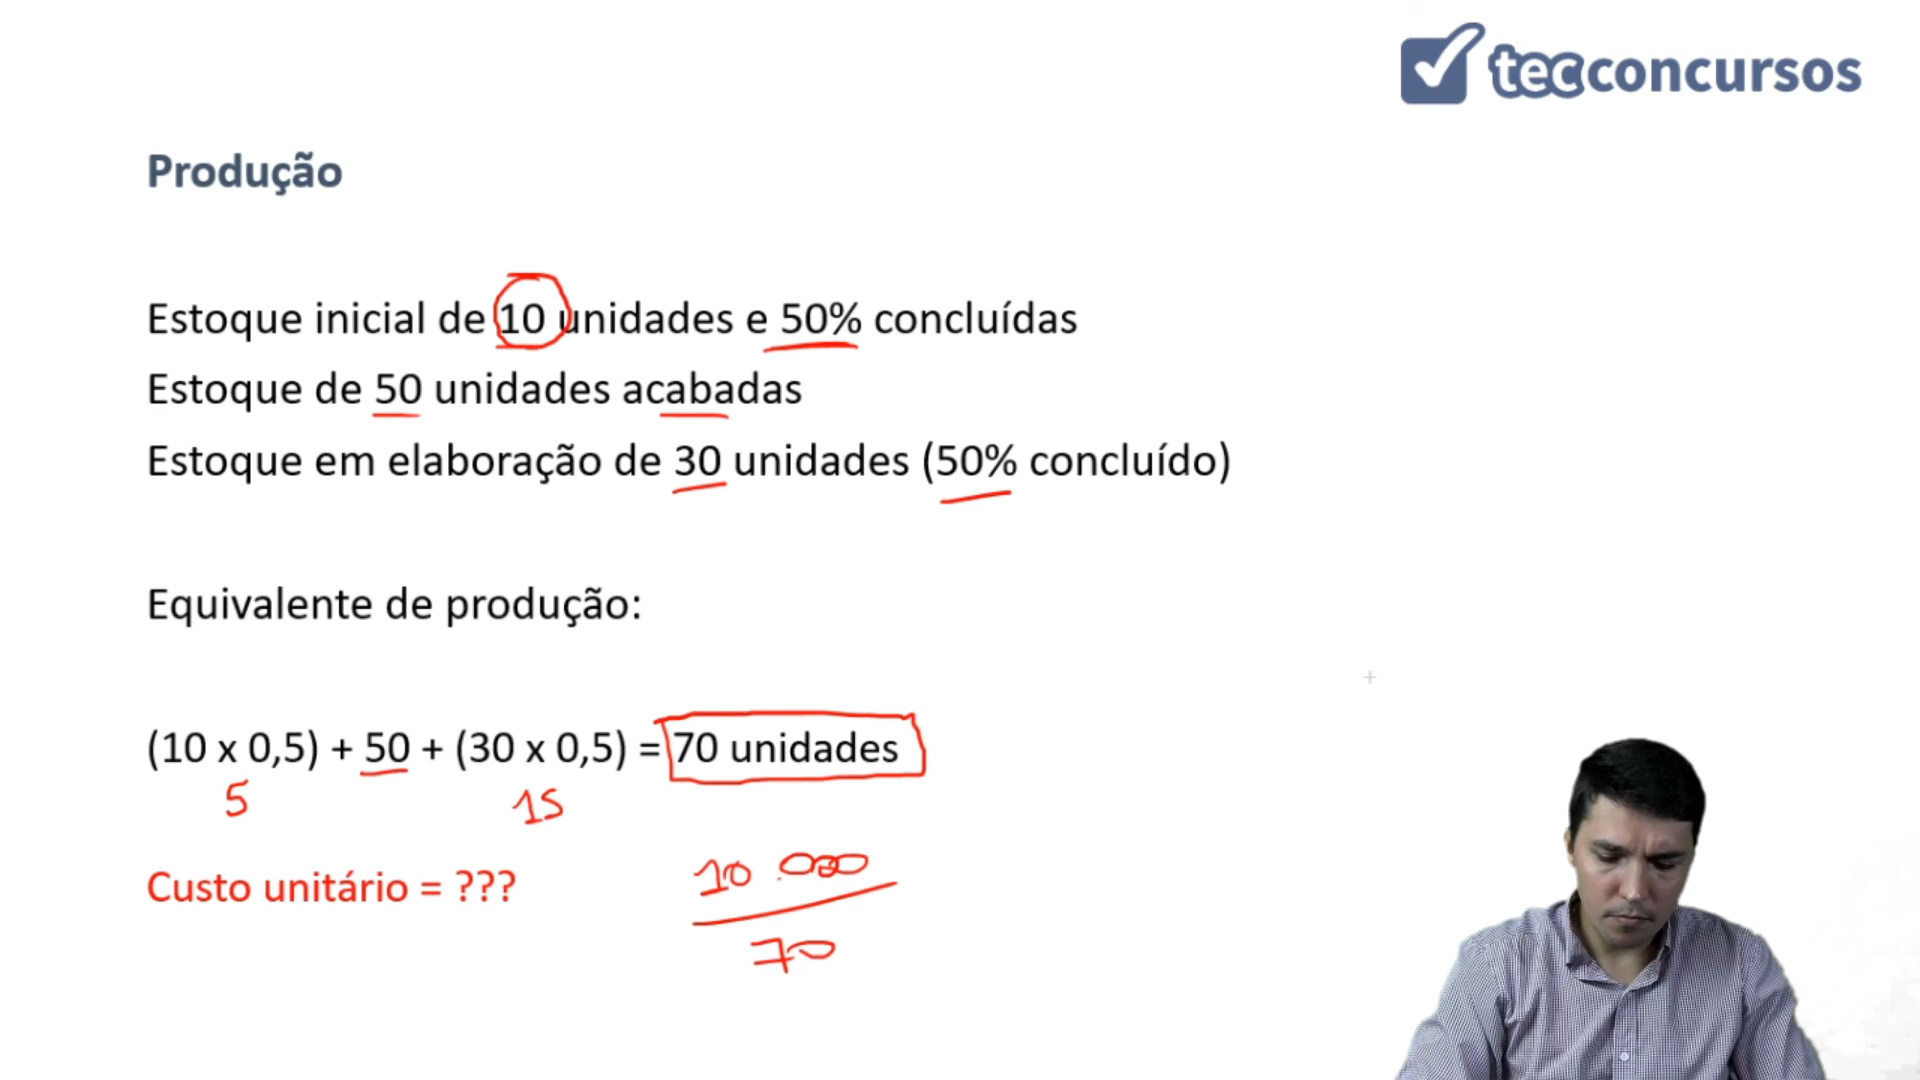 tecconcursos
Produção
Estoque inicial de 10 unidades e 50% concluídas
Estoque de 50 unidades acabadas
Estoque em elaboração de 30 unidades (50% concluído)
Equivalente de produção:
(10 x 0,5) + 50 + (30 x 0,5) = 70 unidades
5 15
Custo unitário = ???
10.000
70